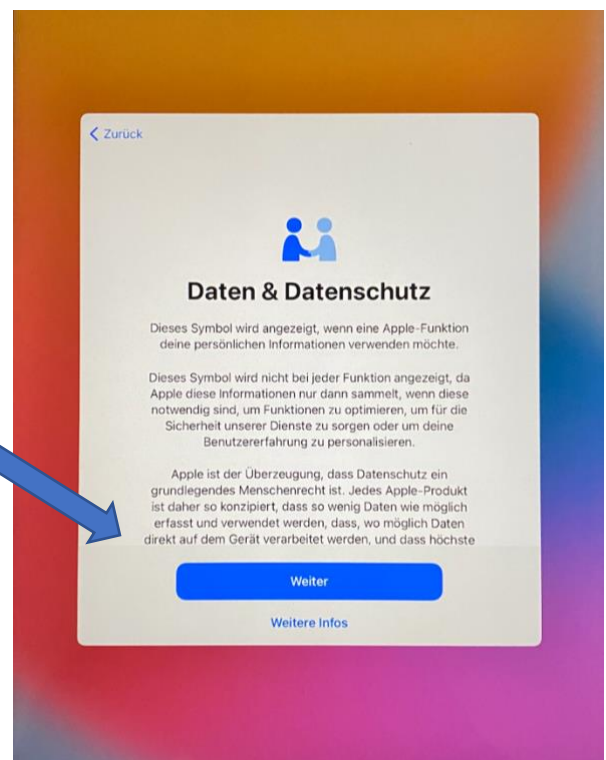 Zurück
Daten & Datenschutz
Dieses Symbol wird angezeigt, wenn eine Apple-Funktion
deine persönlichen Informationen verwenden möchte.
Dieses Symbol wird nicht bei jeder Funktion angezeigt, da
Apple diese Informationen nur dann sammelt, wenn diese
notwendig sind, um Funktionen zu optimieren, um für die
Sicherheit unserer Dienste zu sorgen oder um deine
Benutzererfahrung zu personalisieren.
Apple ist der Überzeugung, dass Datenschutz ein
grundlegendes Menschenrecht ist. Jedes Apple-Produkt
ist daher so konzipiert, dass so wenig Daten wie möglich
erfasst und verwendet werden, dass, wo möglich Daten
direkt auf dem Gerät verarbeitet werden, und dass höchste
Weiter
Weitere Infos